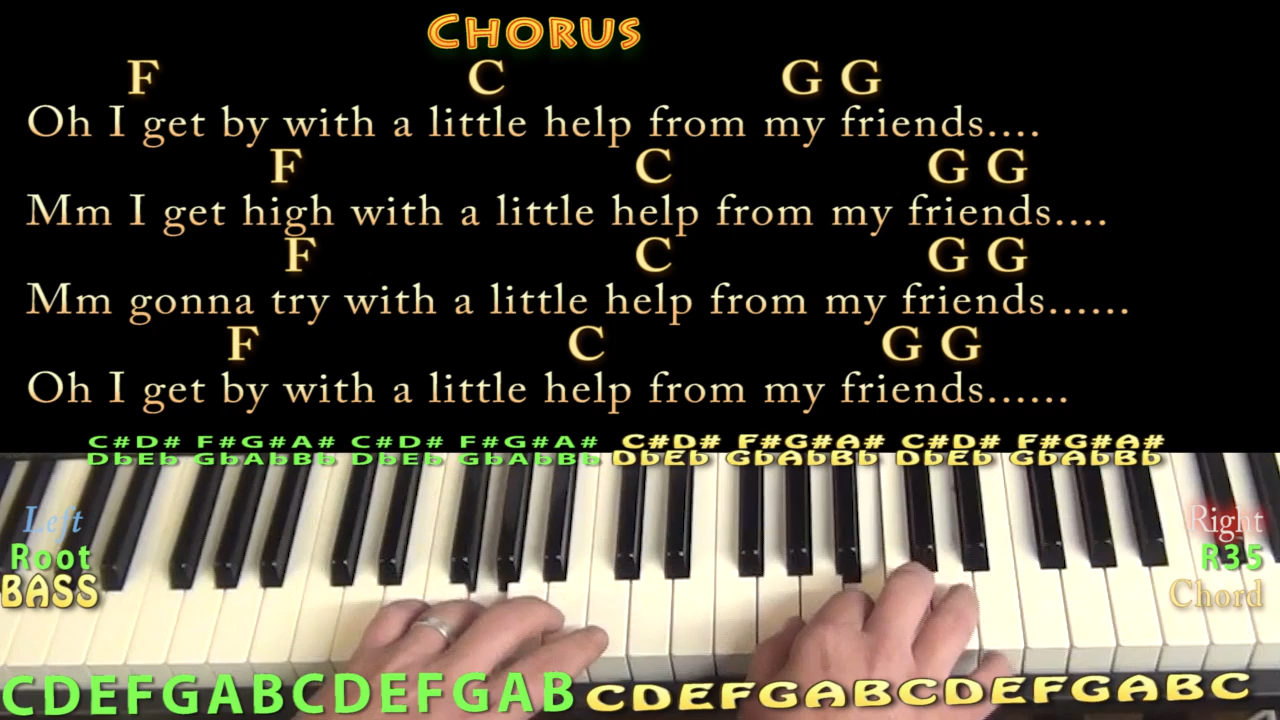 CHORUS
F C G G
Oh I get by with a little help from my friends....
F C G G
Mm I get high with a little help from my friends....
F C G G
Mm gonna try with a little help from my friends......
F C G G
Oh I get by with a little help from my friends......
C#D# F#G#A# C#D# F#G#A# C#D# F#G#A# C#D# F#G#A#
DbEb GbAbBb DbEb GbAbBb DbEb GbAbBb DbEb GbAbBb
Left Right
Root R35
BASS Chord
CDEFGABCDEFGAB CDEFGABCDEFGABC